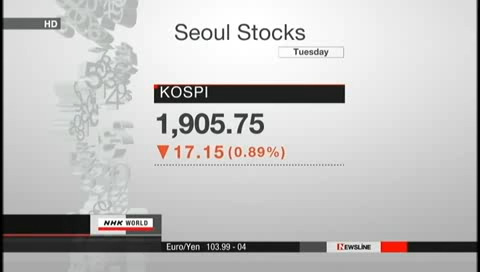 HD
Seoul Stocks
Tuesday
KOSPI
1,905.75
▼17.15(0.89%)
NHK WORLD
Euro/Yen 103.99 - 04
NEWSLINE